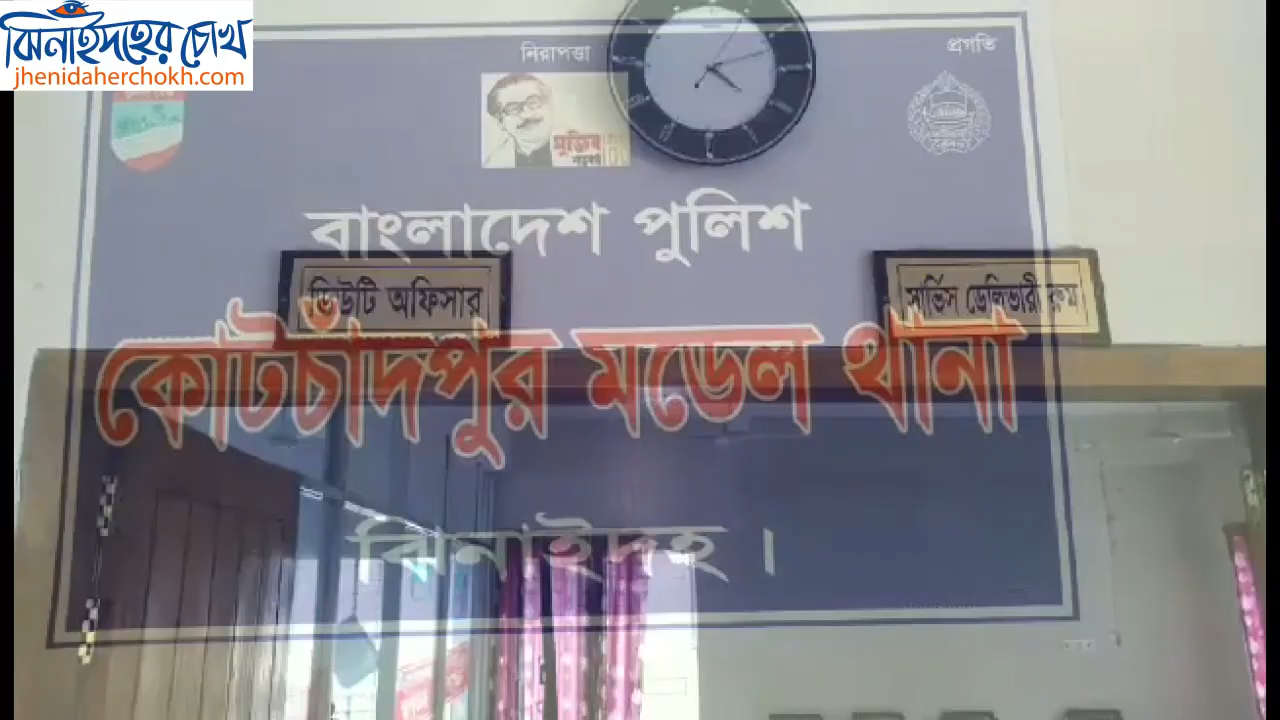 ঝিনাইদহের চোখ
jhenidaherchokh.com
নিরাপত্তা
প্রগতি
মুজিব
বাংলাদেশ পুলিশ
ডিউটি অফিসার
সার্ভিস ডেলিভারী রুম
কোটচাঁদপুর মডেল থানা
ঝিনাইদহ ।